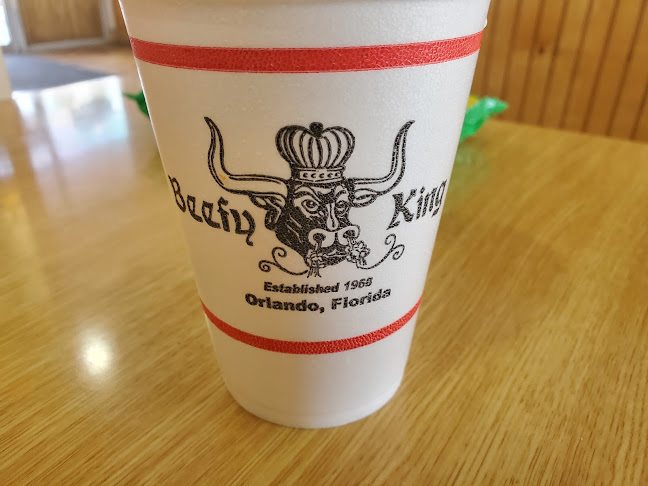 Beefy King
Established 1968
Orlando, Florida